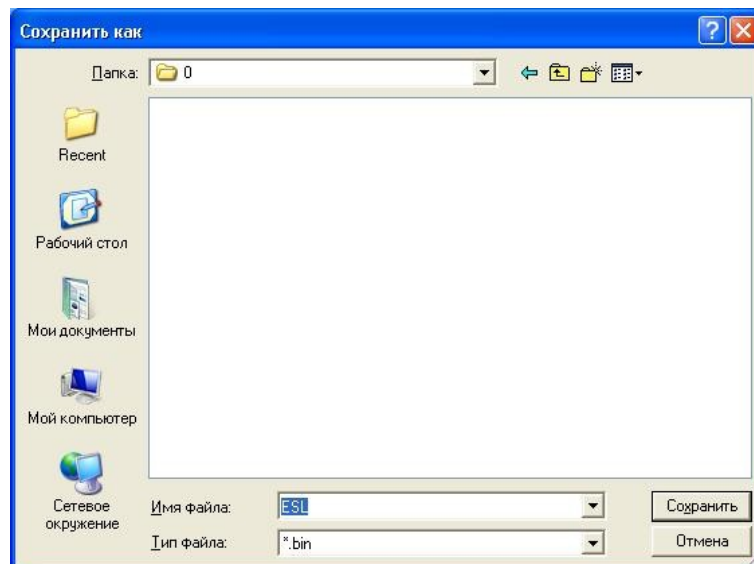 Сохранить как
Папка: 0
Recent
Рабочий стол
Мои документы
Мой компьютер
Сетевое
окружение
Имя файла: ESL Сохранить
Тип файла: *.bin Отмена